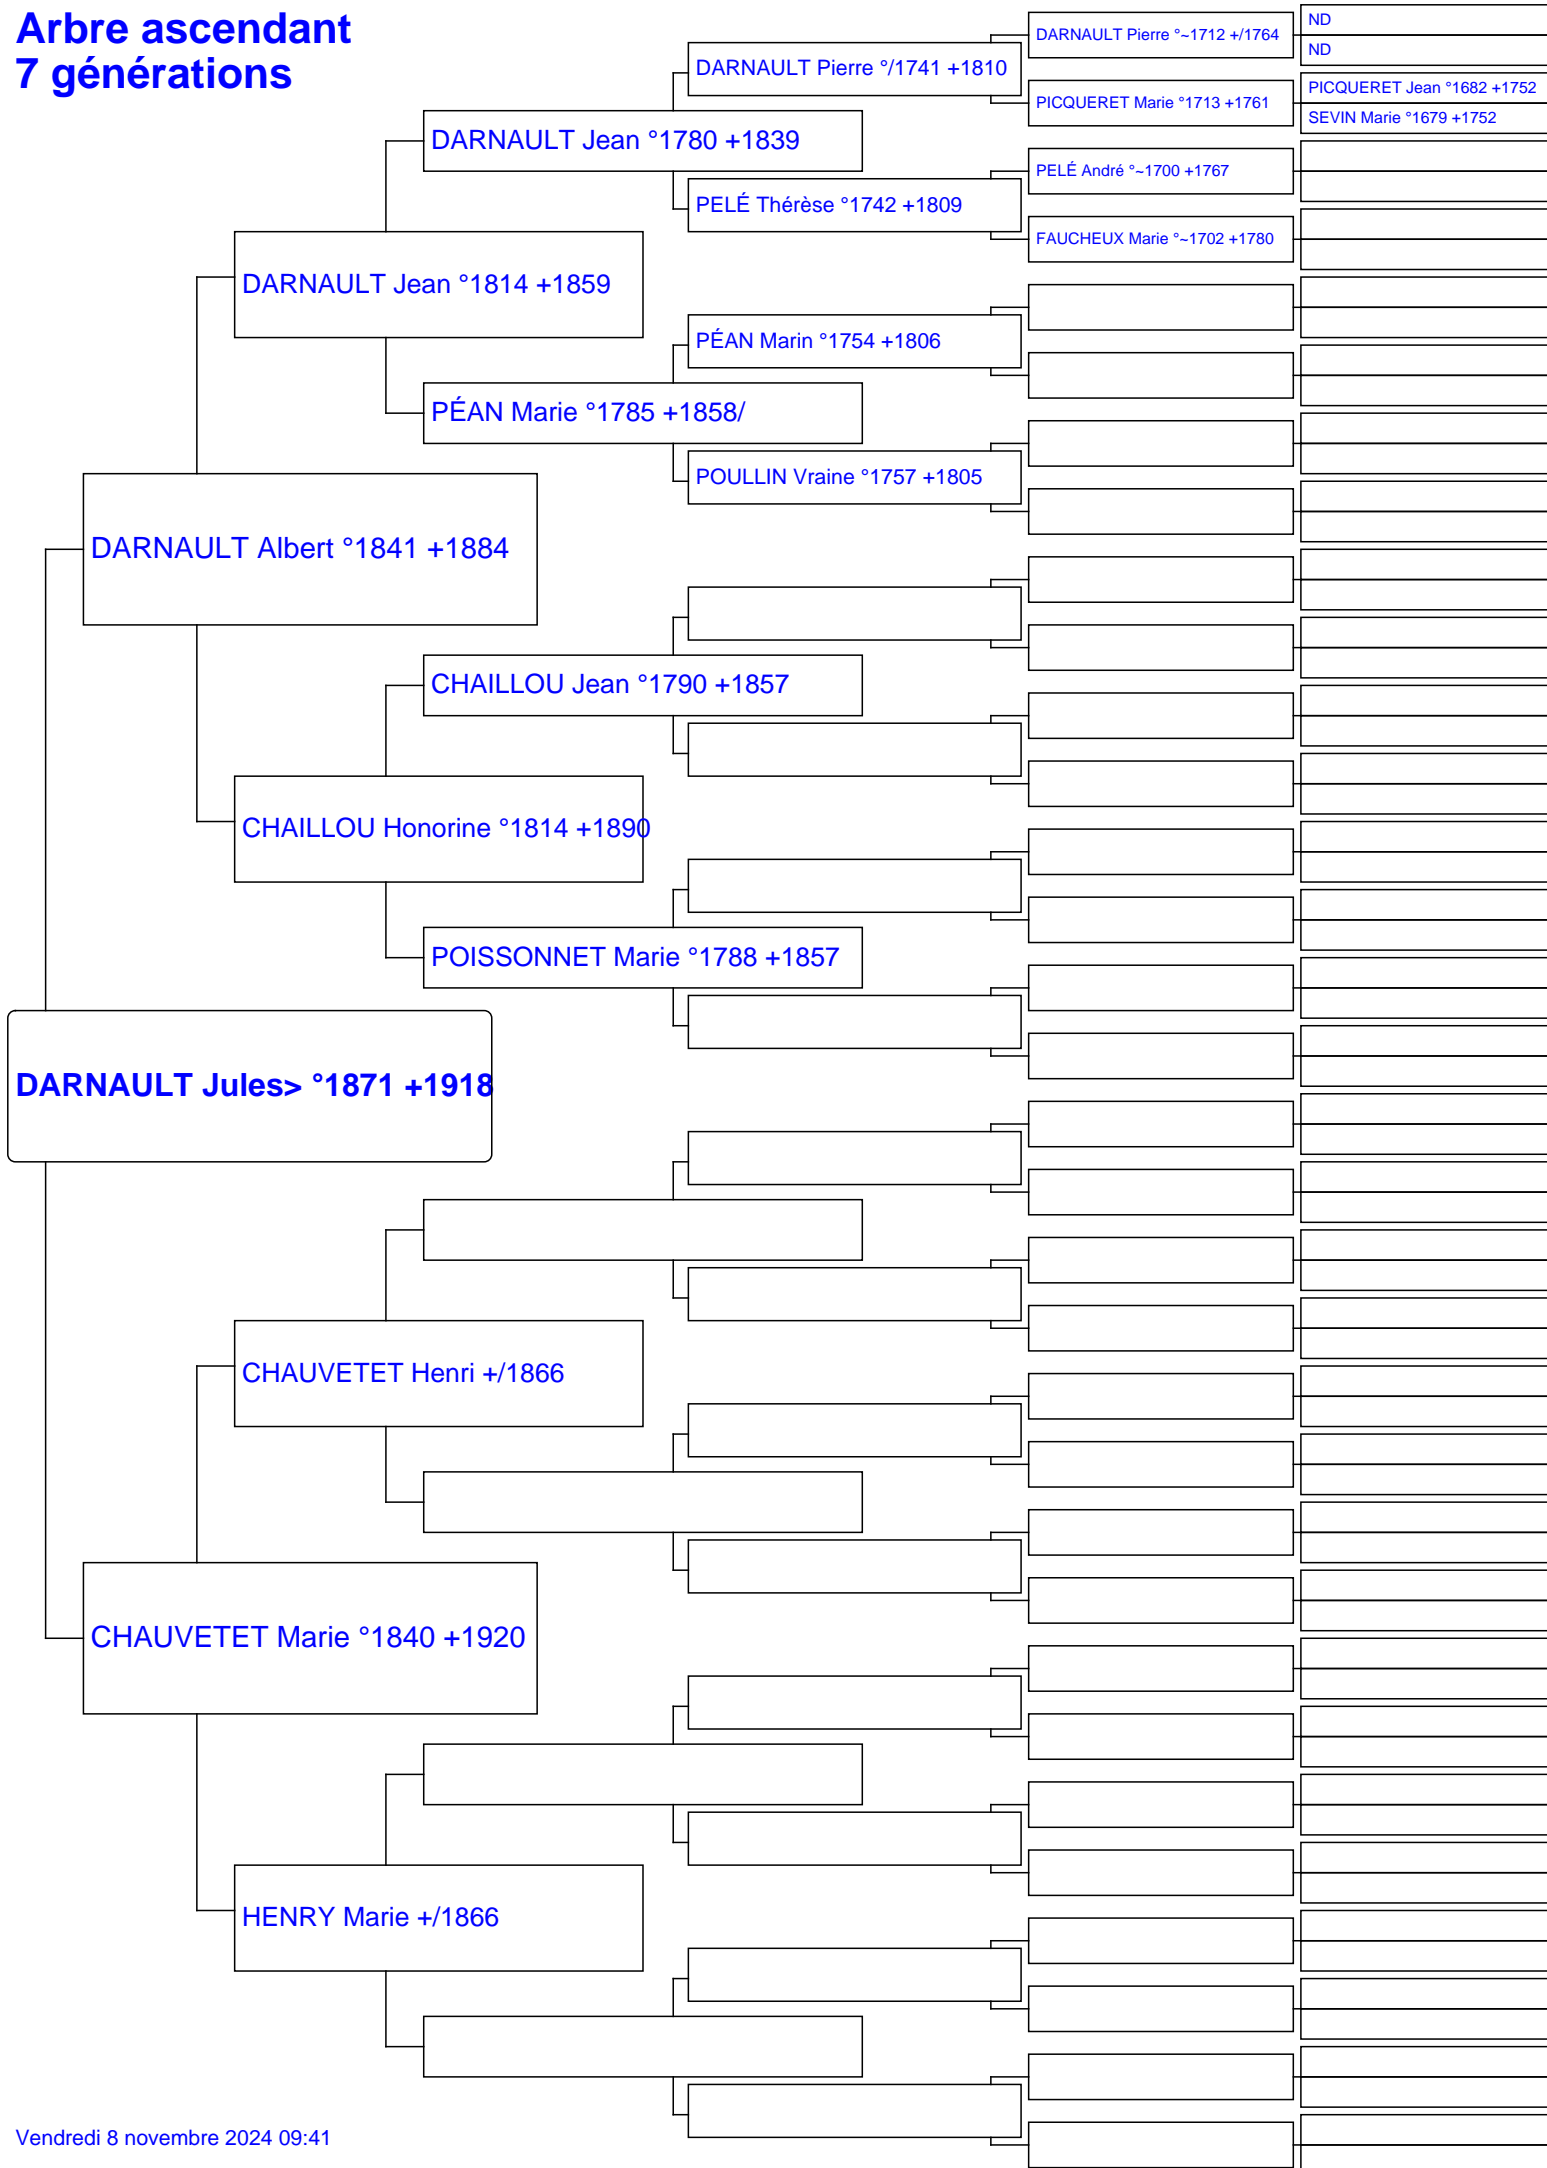 Arbre ascendant
7 générations
DARNAULT Pierre °~1712 +/1764
ND
ND
DARNAULT Pierre °/1741 +1810
PICQUERET Marie °1713 +1761
PICQUERET Jean °1682 +1752
SEVIN Marie °1679 +1752
DARNAULT Jean °1780 +1839
PELÉ André °~1700 +1767
PELÉ Thérèse °1742 +1809
FAUCHEUX Marie °~1702 +1780
DARNAULT Jean °1814 +1859
PÉAN Marin °1754 +1806
PÉAN Marie °1785 +1858/
POULLIN Vraine °1757 +1805
DARNAULT Albert °1841 +1884
CHAILLOU Jean °1790 +1857
CHAILLOU Honorine °1814 +1890
POISSONNET Marie °1788 +1857
DARNAULT Jules> °1871 +1918
CHAUVETET Henri +/1866
CHAUVETET Marie °1840 +1920
HENRY Marie +/1866
Vendredi 8 novembre 2024 09:41